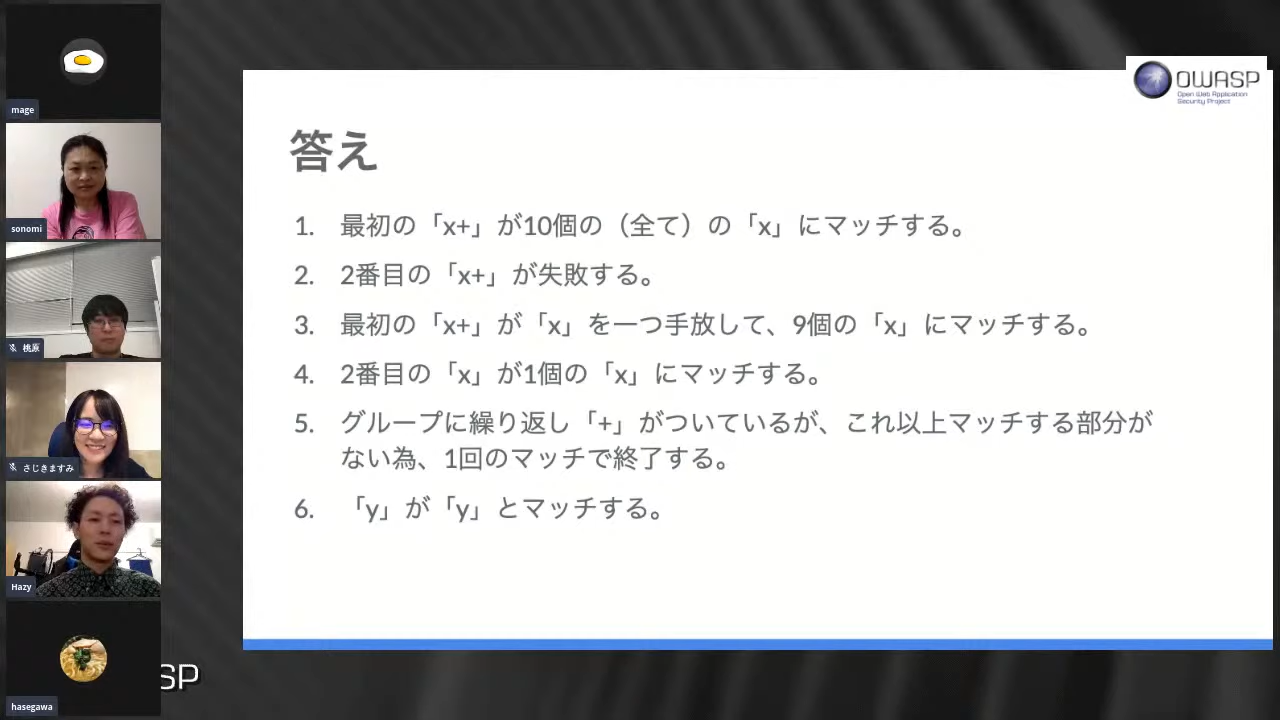 mage
sonomi
桃原
さじきますみ
Hazy
hasegawa
SP
OWASP
Open Web Application
Security Project
答え
1. 最初の「x+」が10個の（全て）の「x」にマッチする。
2. 2番目の「x+」が失敗する。
3. 最初の「x+」が「x」を一つ手放して、9個の「x」にマッチする。
4. 2番目の「x」が1個の「x」にマッチする。
5. グループに繰り返し「+」がついているが、これ以上マッチする部分が
ない為、1回のマッチで終了する。
6. 「y」が「y」とマッチする。